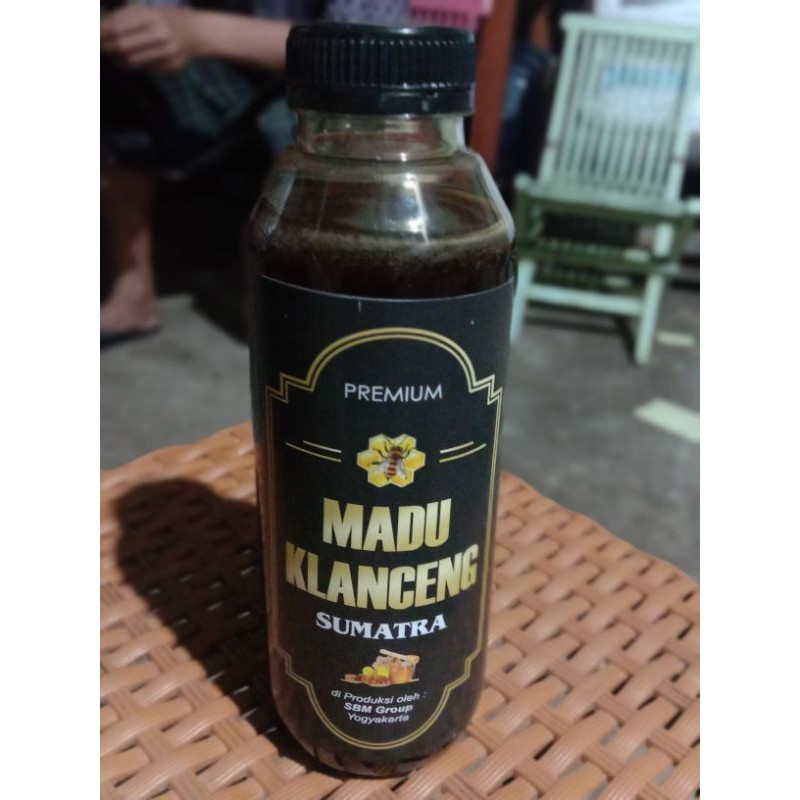 PREMIUM
MADU
KLANCENG
SUMATRA
di Produksi oleh :
SBM Group
Yogyakarta